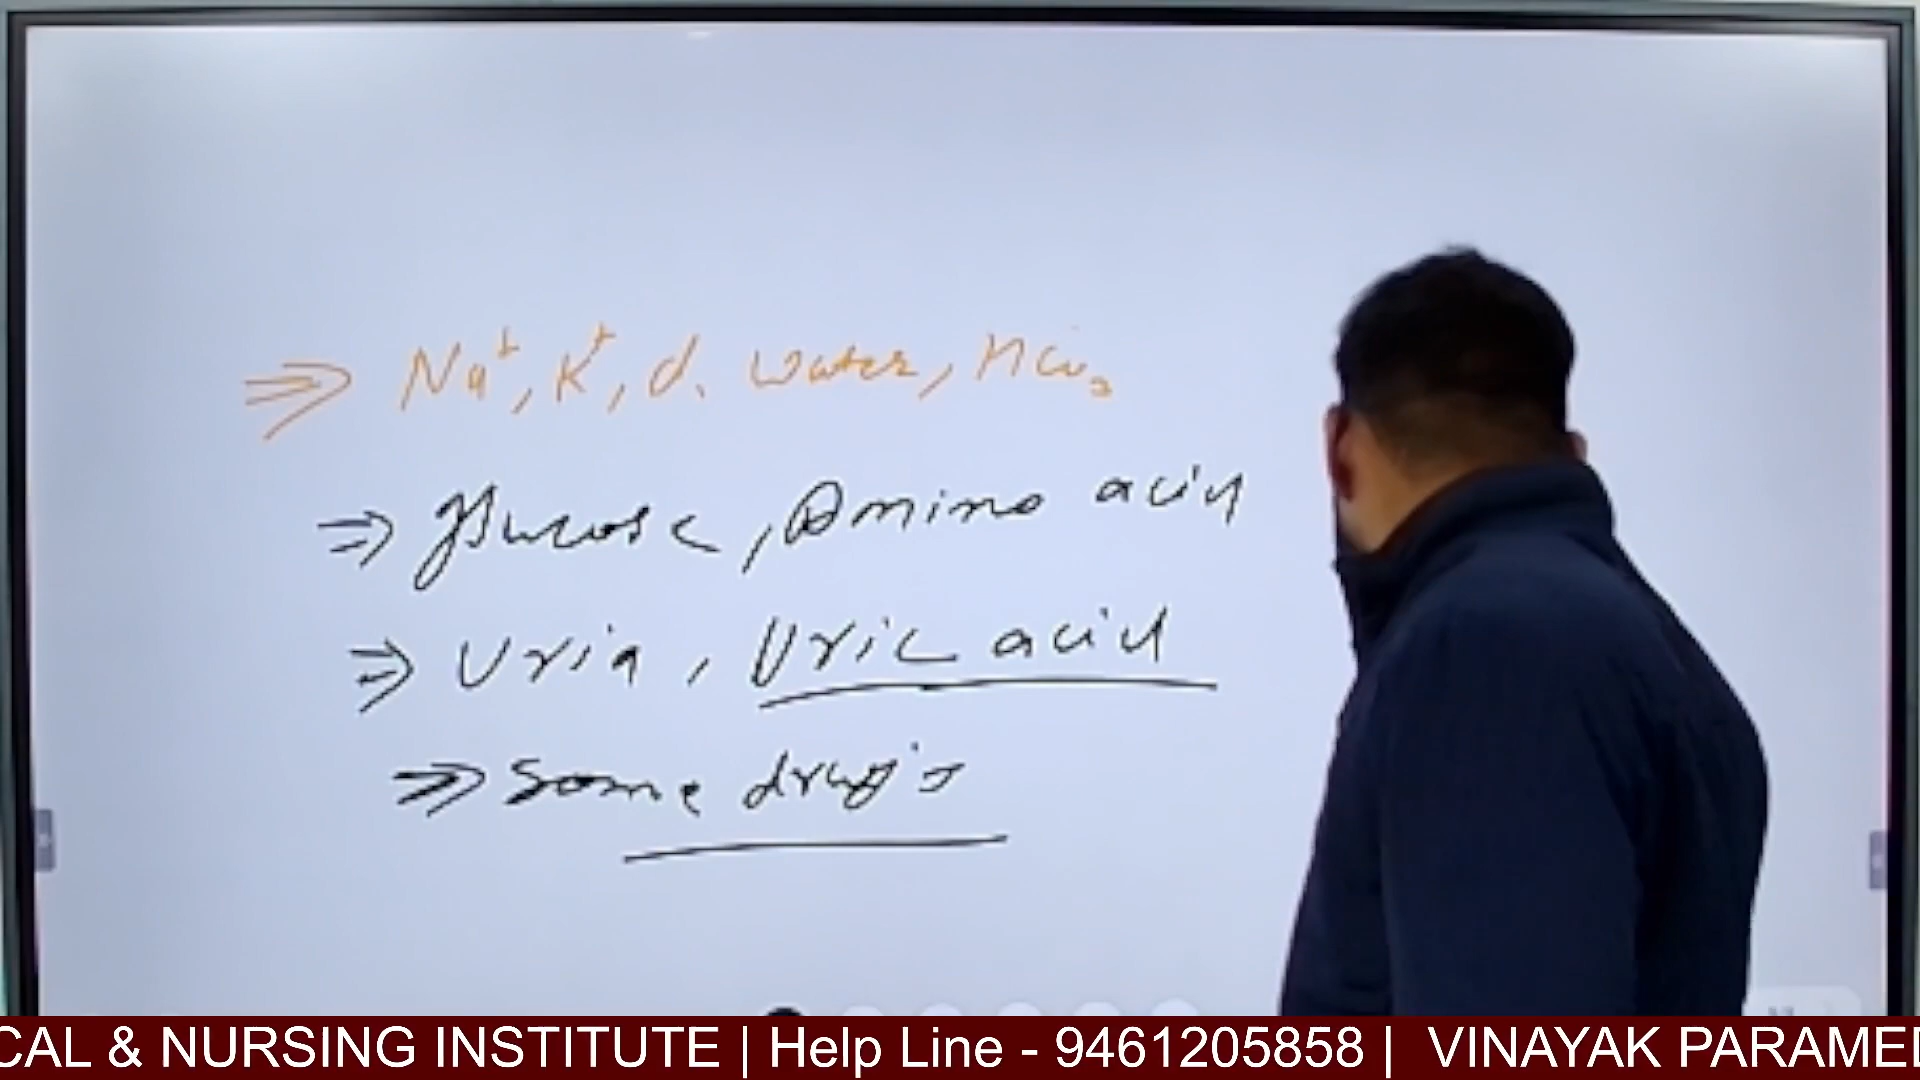 ⇒ Na⁺, K⁺, cl, water, HCO₃
⇒ glucose, Amino acid
⇒ Uria, Uric acid
⇒ some drug's
CAL & NURSING INSTITUTE | Help Line - 9461205858 | VINAYAK PARAMED